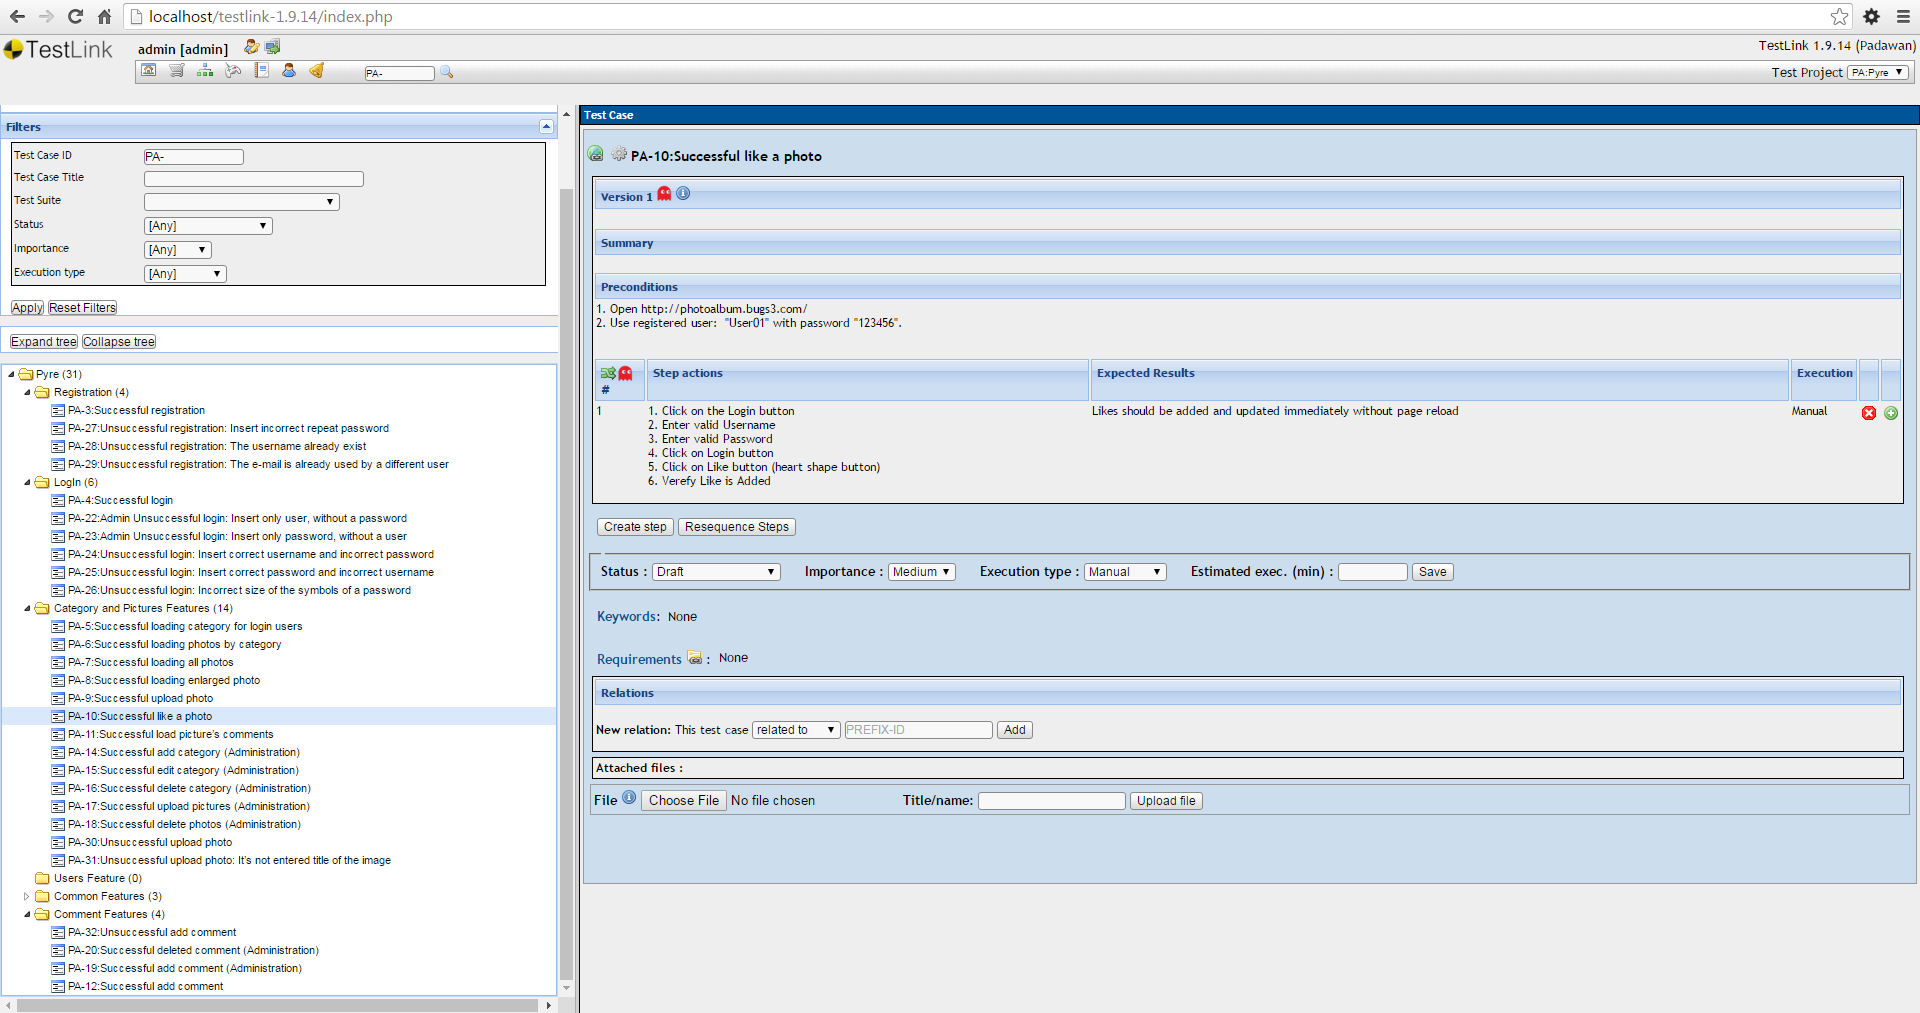 localhost/testlink-1.9.14/index.php
TestLink
admin [admin]
TestLink 1.9.14 (Padawan)
PA-
Test Project PA:Pyre
Filters
Test Case ID PA-
Test Case Title
Test Suite
Status [Any]
Importance [Any]
Execution type [Any]
Apply Reset Filters
Expand tree Collapse tree
Pyre (31)
Registration (4)
PA-3:Successful registration
PA-27:Unsuccessful registration: Insert incorrect repeat password
PA-28:Unsuccessful registration: The username already exist
PA-29:Unsuccessful registration: The e-mail is already used by a different user
LogIn (6)
PA-4:Successful login
PA-22:Admin Unsuccessful login: Insert only user, without a password
PA-23:Admin Unsuccessful login: Insert only password, without a user
PA-24:Unsuccessful login: Insert correct username and incorrect password
PA-25:Unsuccessful login: Insert correct password and incorrect username
PA-26:Unsuccessful login: Incorrect size of the symbols of a password
Category and Pictures Features (14)
PA-5:Successful loading category for login users
PA-6:Successful loading photos by category
PA-7:Successful loading all photos
PA-8:Successful loading enlarged photo
PA-9:Successful upload photo
PA-10:Successful like a photo
PA-11:Successful load picture's comments
PA-14:Successful add category (Administration)
PA-15:Successful edit category (Administration)
PA-16:Successful delete category (Administration)
PA-17:Successful upload pictures (Administration)
PA-18:Successful delete photos (Administration)
PA-30:Unsuccessful upload photo
PA-31:Unsuccessful upload photo: It's not entered title of the image
Users Feature (0)
Common Features (3)
Comment Features (4)
PA-32:Unsuccessful add comment
PA-20:Successful deleted comment (Administration)
PA-19:Successful add comment (Administration)
PA-12:Successful add comment
Test Case
PA-10:Successful like a photo
Version 1
Summary
Preconditions
1. Open http://photoalbum.bugs3.com/
2. Use registered user: "User01" with password "123456".
# Step actions Expected Results Execution
1 1. Click on the Login button Likes should be added and updated immediately without page reload Manual
2. Enter valid Username
3. Enter valid Password
4. Click on Login button
5. Click on Like button (heart shape button)
6. Verefy Like is Added
Create step Resequence Steps
Status : Draft Importance : Medium Execution type : Manual Estimated exec. (min) : Save
Keywords: None
Requirements : None
Relations
New relation: This test case related to PREFIX-ID Add
Attached files :
File Choose File No file chosen Title/name: Upload file